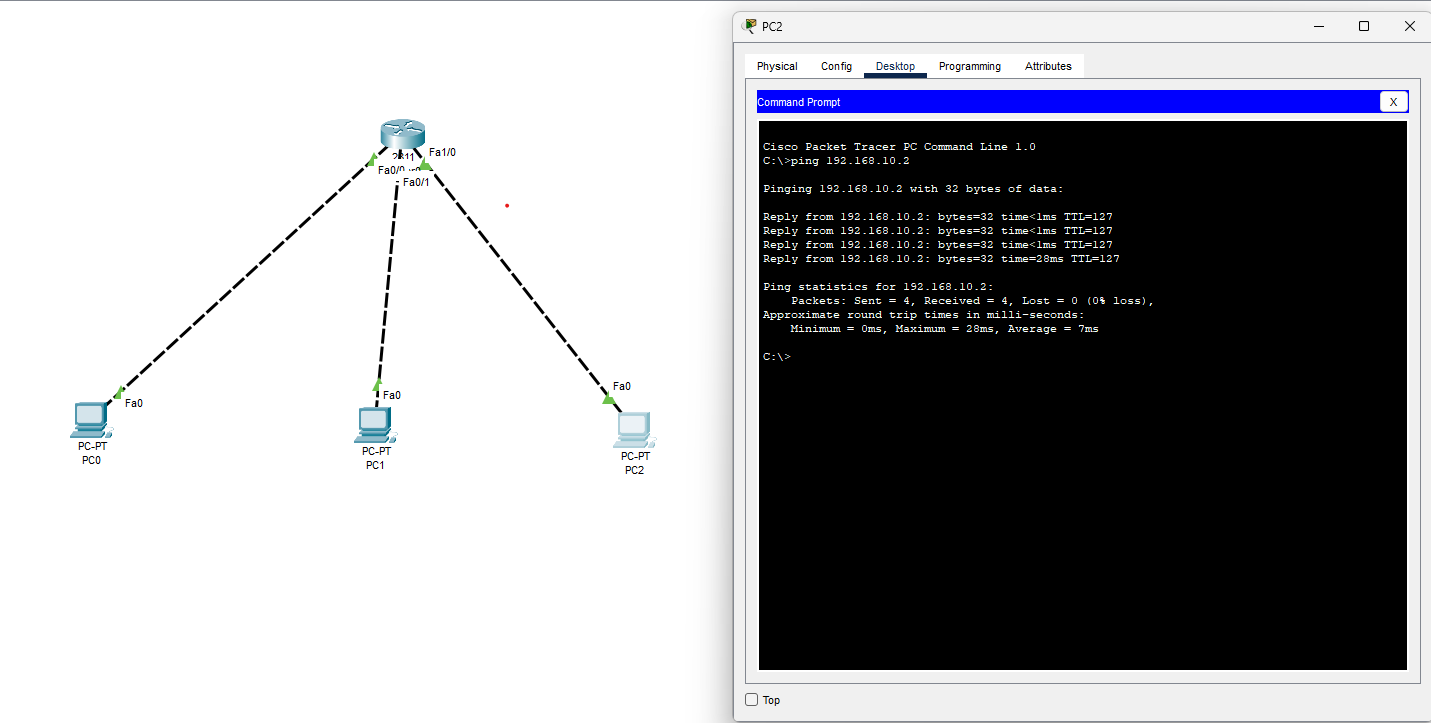 Fa1/0
2811
Fa0/0
Fa0/1
Fa0
PC-PT
PC0
Fa0
PC-PT
PC1
Fa0
PC-PT
PC2
PC2
Physical
Config
Desktop
Programming
Attributes
Command Prompt
X
Cisco Packet Tracer PC Command Line 1.0
C:\>ping 192.168.10.2
Pinging 192.168.10.2 with 32 bytes of data:
Reply from 192.168.10.2: bytes=32 time<1ms TTL=127
Reply from 192.168.10.2: bytes=32 time<1ms TTL=127
Reply from 192.168.10.2: bytes=32 time<1ms TTL=127
Reply from 192.168.10.2: bytes=32 time=28ms TTL=127
Ping statistics for 192.168.10.2:
Packets: Sent = 4, Received = 4, Lost = 0 (0% loss),
Approximate round trip times in milli-seconds:
Minimum = 0ms, Maximum = 28ms, Average = 7ms
C:\>
Top